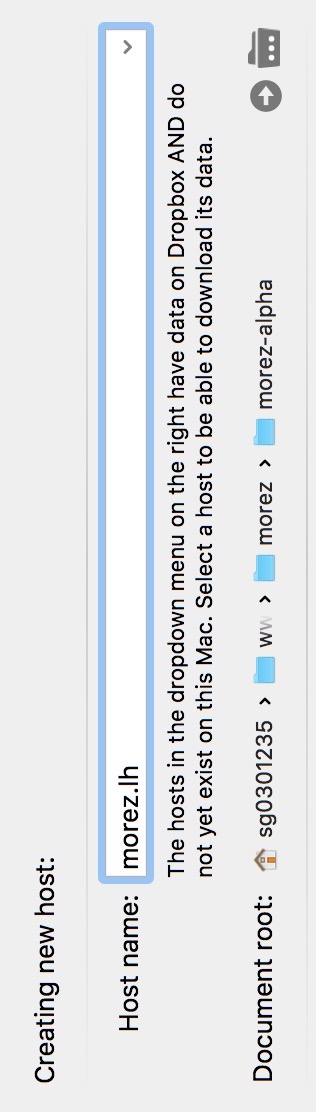 Creating new host:
Host name: morez.lh
The hosts in the dropdown menu on the right have data on Dropbox AND do
not yet exist on this Mac. Select a host to be able to download its data.
Document root: sg0301235 > ww > morez > morez-alpha